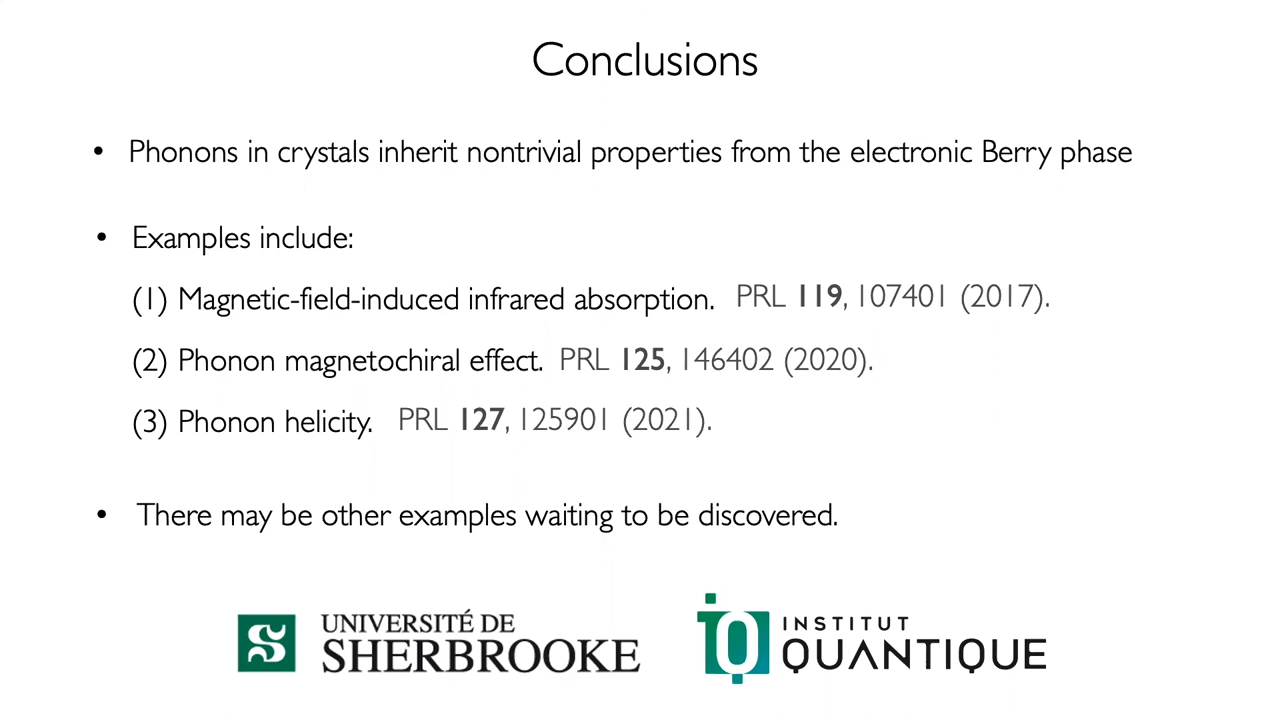 Conclusions
• Phonons in crystals inherit nontrivial properties from the electronic Berry phase
• Examples include:
(1) Magnetic-field-induced infrared absorption. PRL 119, 107401 (2017).
(2) Phonon magnetochiral effect. PRL 125, 146402 (2020).
(3) Phonon helicity. PRL 127, 125901 (2021).
• There may be other examples waiting to be discovered.
UNIVERSITÉ DE
SHERBROOKE
INSTITUT
QUANTIQUE